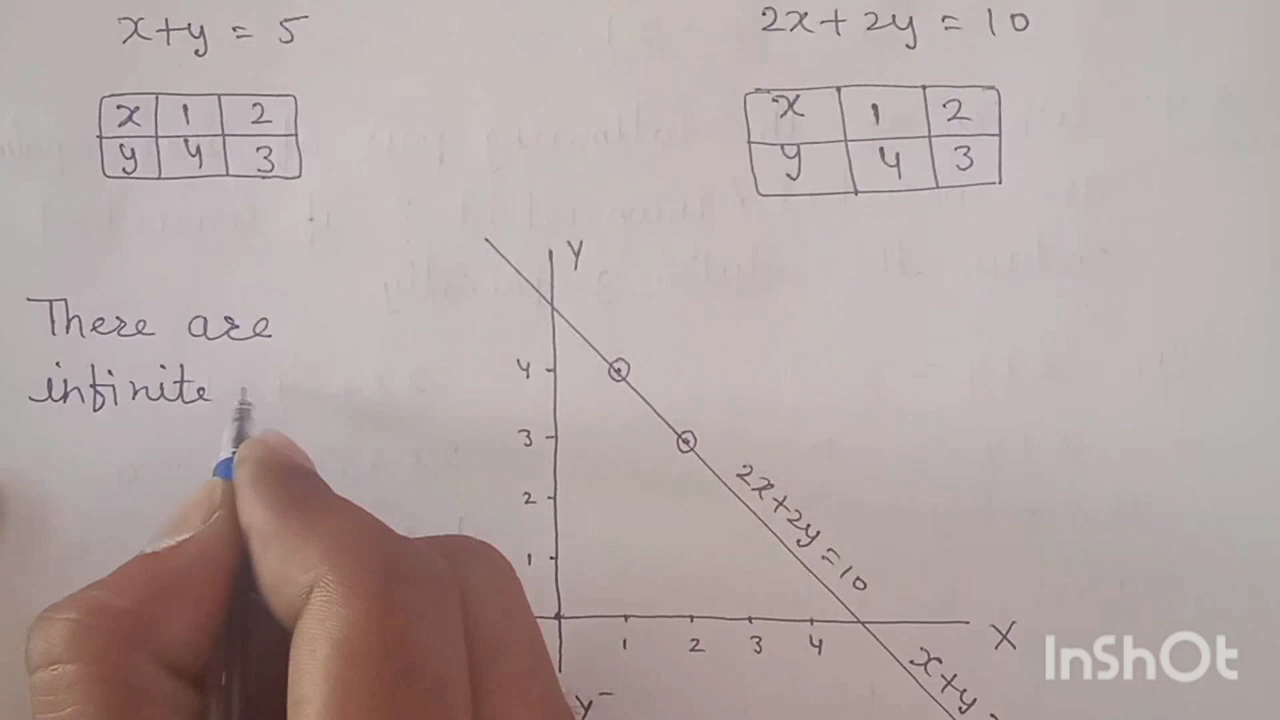 x+y = 5
2x+2y = 10
x 1 2
y 4 3
x 1 2
y 4 3
There are
infinite
Y
4
3
2
1
2x+2y=10
1 2 3 4
X
x+y
Y-
InShOt